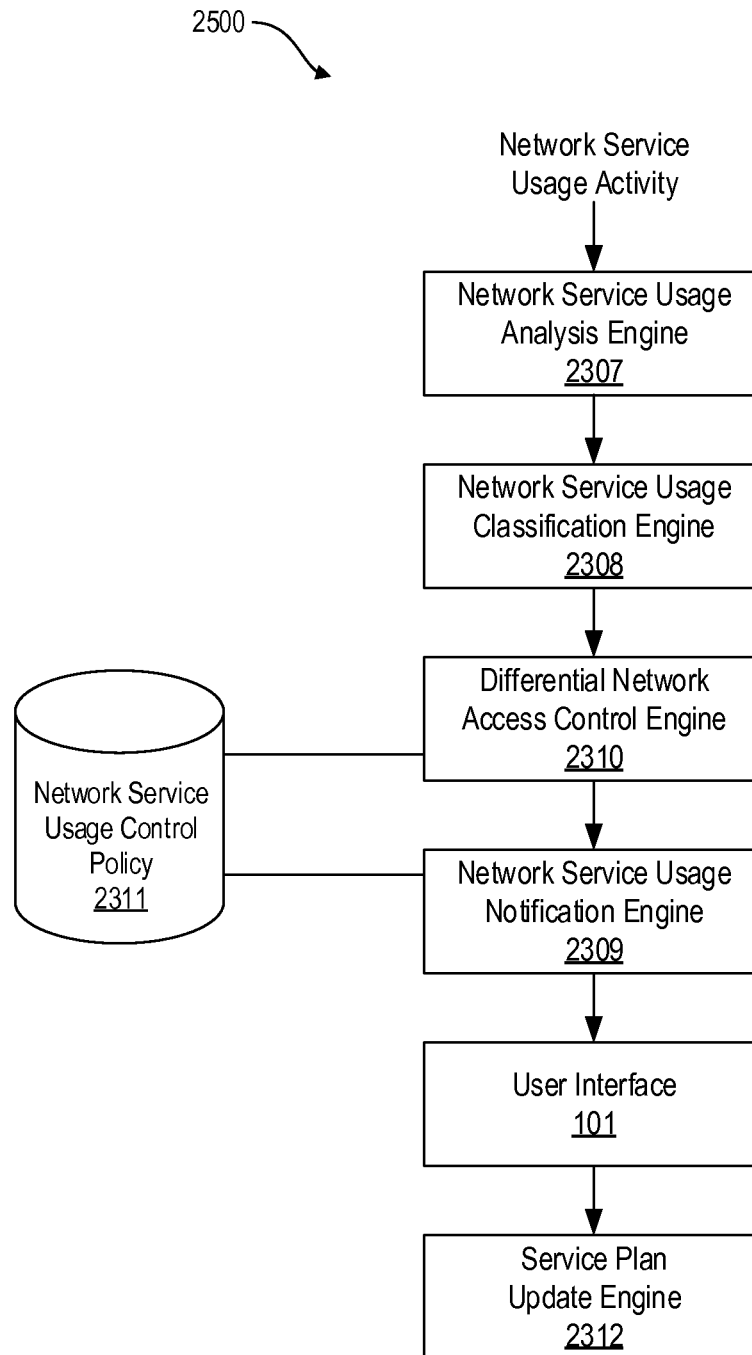 2500
Network Service
Usage Activity
Network Service Usage
Analysis Engine
2307
Network Service Usage
Classification Engine
2308
Differential Network
Access Control Engine
2310
Network Service
Usage Control
Policy
2311
Network Service Usage
Notification Engine
2309
User Interface
101
Service Plan
Update Engine
2312